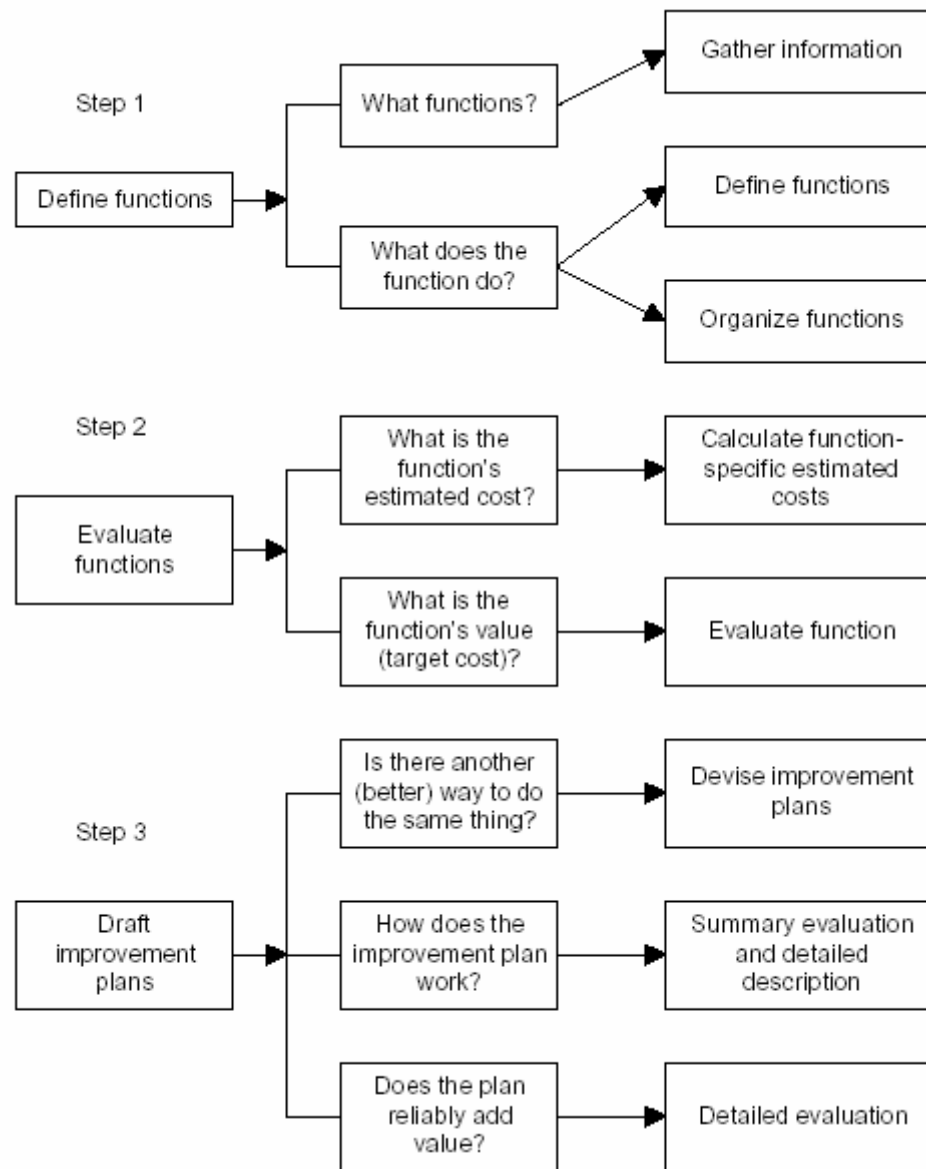 Step 1
Define functions
What functions?
What does the
function do?
Gather information
Define functions
Organize functions
Step 2
Evaluate
functions
What is the
function's
estimated cost?
What is the
function's value
(target cost)?
Calculate function-
specific estimated
costs
Evaluate function
Step 3
Draft
improvement
plans
Is there another
(better) way to do
the same thing?
How does the
improvement plan
work?
Does the plan
reliably add
value?
Devise improvement
plans
Summary evaluation
and detailed
description
Detailed evaluation